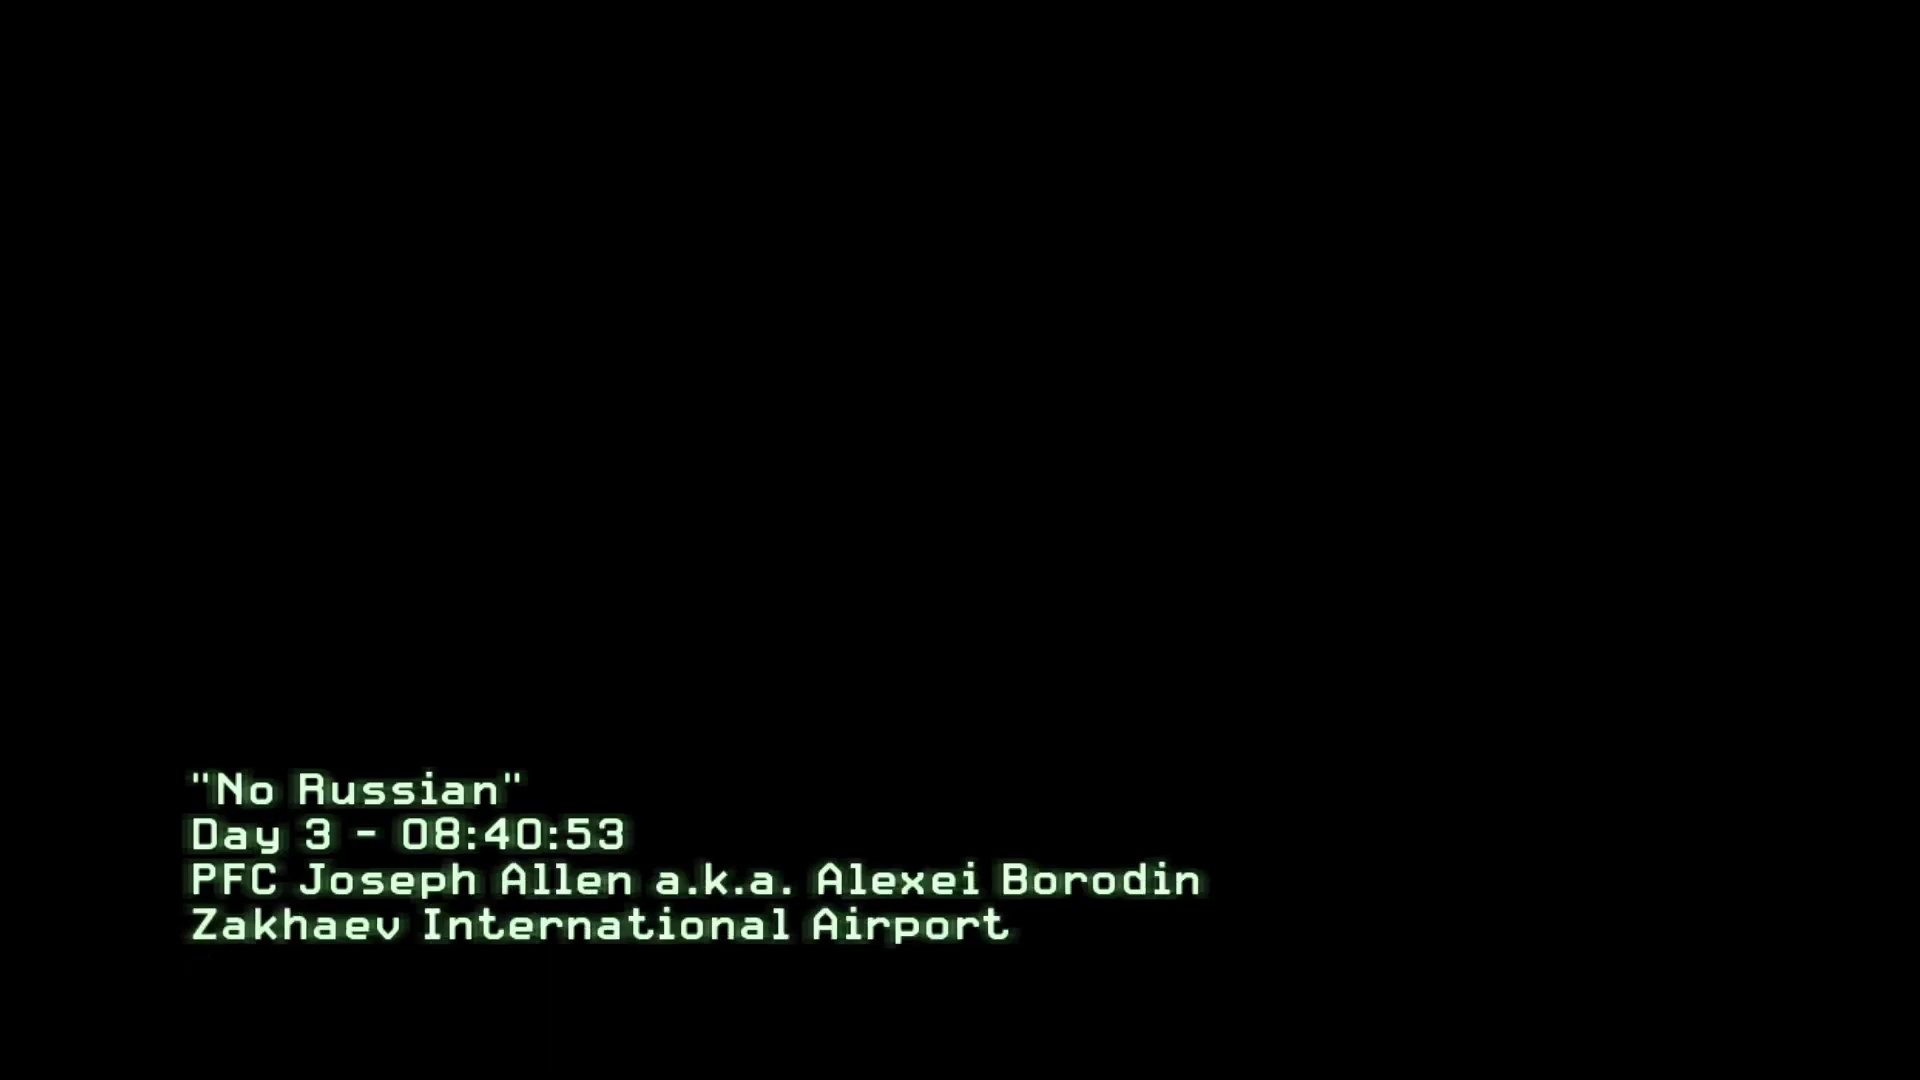 "No Russian"
Day 3 - 08:40:53
PFC Joseph Allen a.k.a. Alexei Borodin
Zakhaev International Airport